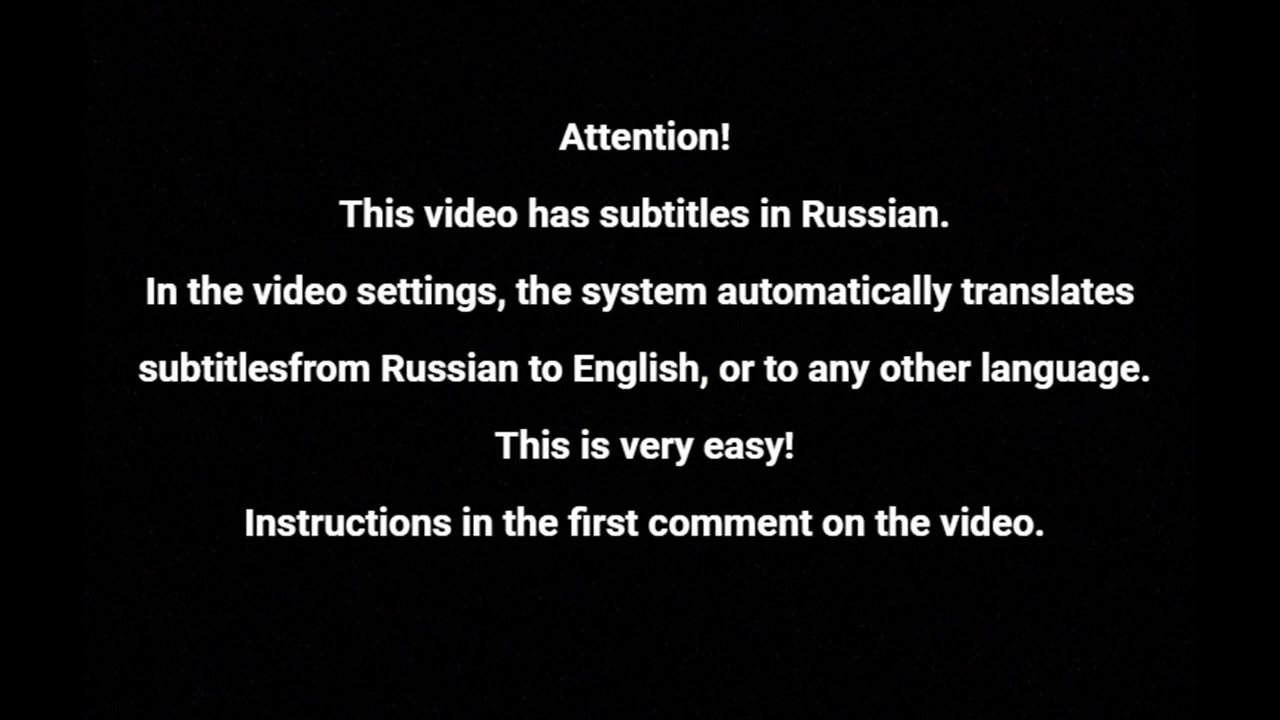 Attention!
This video has subtitles in Russian.
In the video settings, the system automatically translates
subtitlesfrom Russian to English, or to any other language.
This is very easy!
Instructions in the first comment on the video.